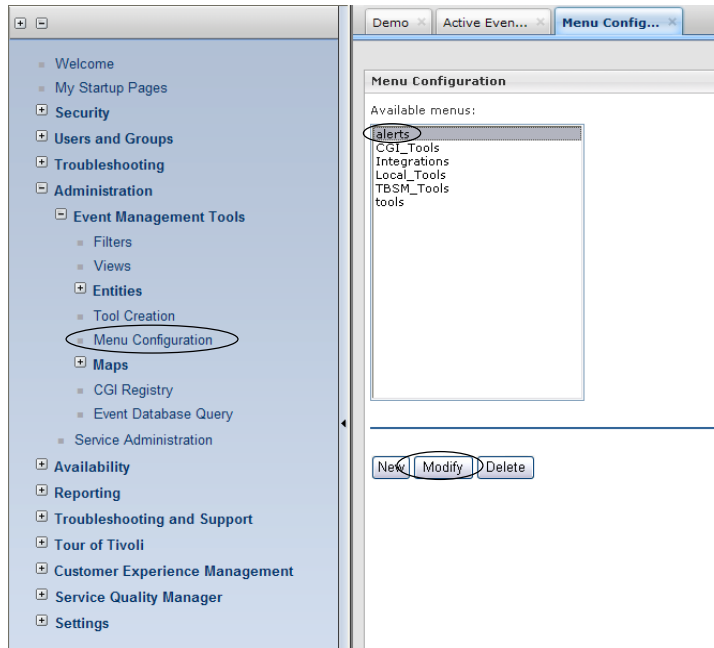 Welcome
My Startup Pages
Security
Users and Groups
Troubleshooting
Administration
Event Management Tools
Filters
Views
Entities
Tool Creation
Menu Configuration
Maps
CGI Registry
Event Database Query
Service Administration
Availability
Reporting
Troubleshooting and Support
Tour of Tivoli
Customer Experience Management
Service Quality Manager
Settings
Demo Active Even... Menu Config...
Menu Configuration
Available menus:
alerts
CGI_Tools
Integrations
Local_Tools
TBSM_Tools
tools
New Modify Delete